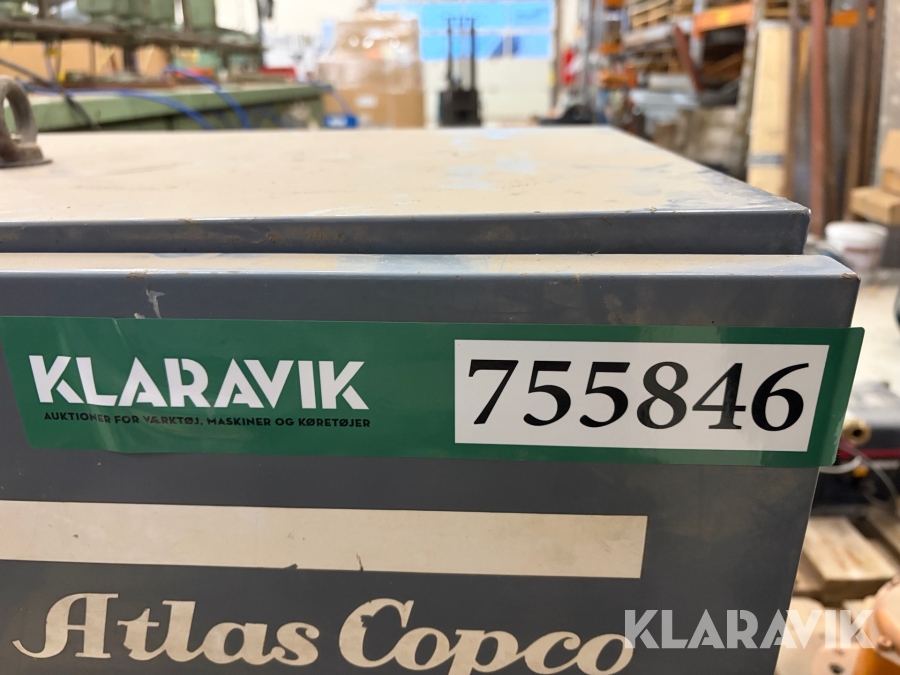 KLARAVIK
AUKTIONER FOR VÆRKTØJ, MASKINER OG KØRETØJER
755846
Atlas Copco
KLARAVIK